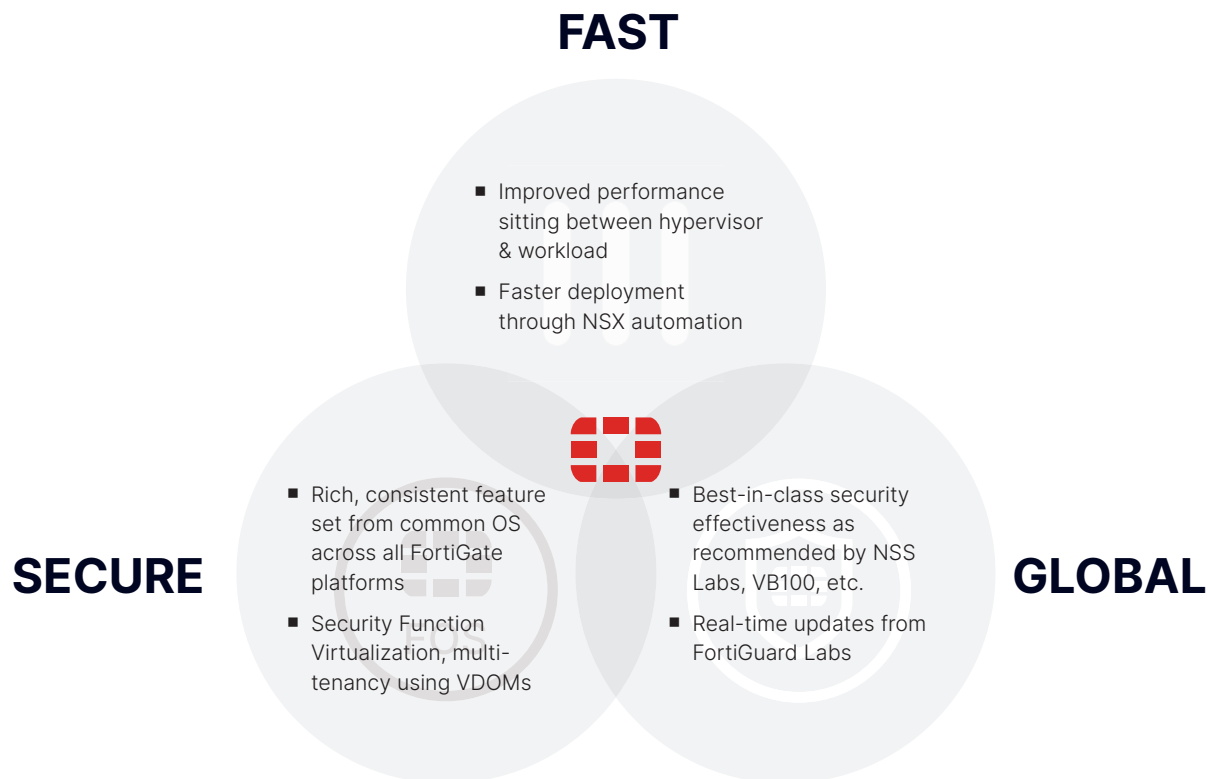 FAST
▪ Improved performance
sitting between hypervisor
& workload
▪ Faster deployment
through NSX automation
SECURE
▪ Rich, consistent feature
set from common OS
across all FortiGate
platforms
▪ Security Function
Virtualization, multi-
tenancy using VDOMs
FOS
GLOBAL
▪ Best-in-class security
effectiveness as
recommended by NSS
Labs, VB100, etc.
▪ Real-time updates from
FortiGuard Labs